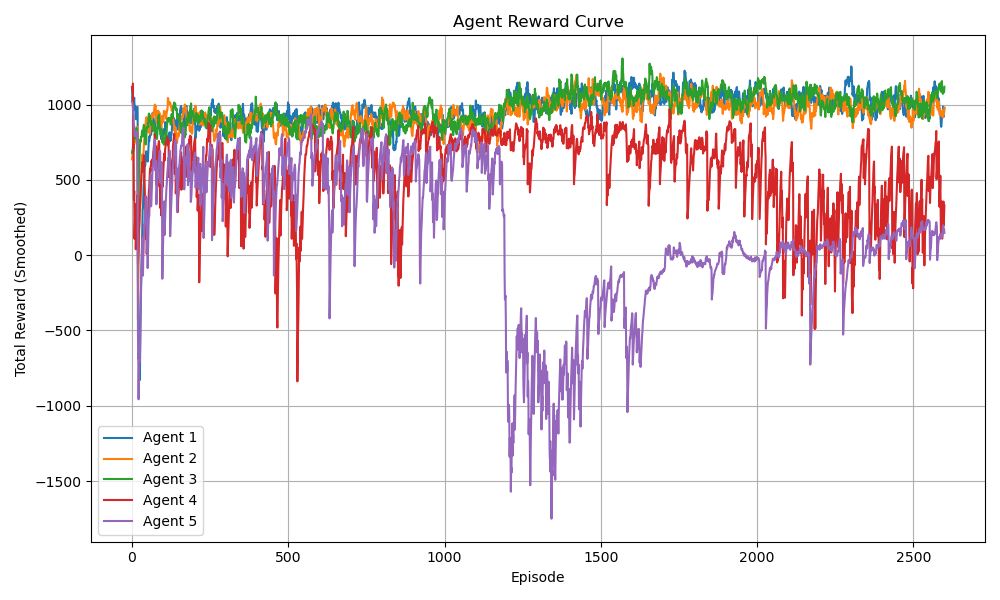 Agent Reward Curve
Total Reward (Smoothed)
1000
500
0
−500
−1000
−1500
Agent 1
Agent 2
Agent 3
Agent 4
Agent 5
0
500
1000
1500
2000
2500
Episode